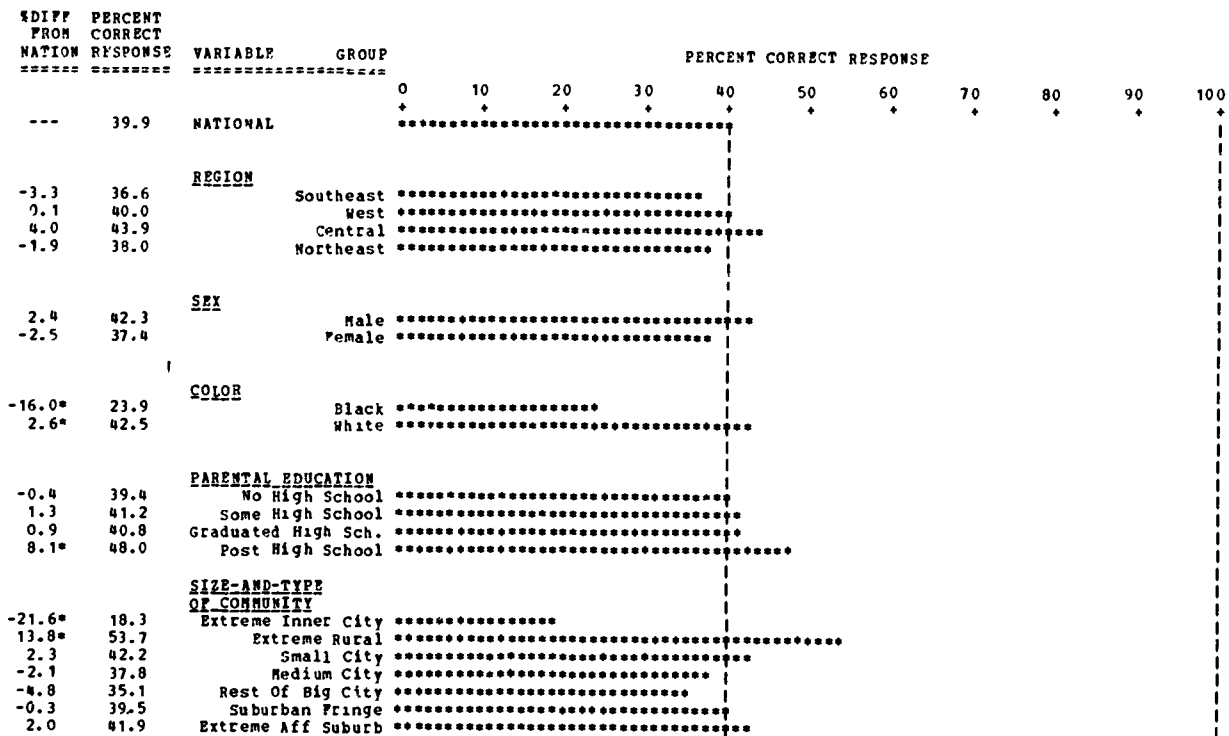 %DIFF PERCENT
FROM CORRECT
NATION RESPONSE VARIABLE GROUP PERCENT CORRECT RESPONSE
====== ======== ===================
0 10 20 30 40 50 60 70 80 90 100
--- 39.9 NATIONAL
REGION
-3.3 36.6 Southeast
0.1 40.0 West
4.0 43.9 Central
-1.9 38.0 Northeast
SEX
2.4 42.3 Male
-2.5 37.4 Female
COLOR
-16.0* 23.9 Black
2.6* 42.5 White
PARENTAL EDUCATION
-0.4 39.4 No High School
1.3 41.2 Some High School
0.9 40.8 Graduated High Sch.
8.1* 48.0 Post High School
SIZE-AND-TYPE
OF COMMUNITY
-21.6* 18.3 Extreme Inner City
13.8* 53.7 Extreme Rural
2.3 42.2 Small City
-2.1 37.8 Medium City
-4.8 35.1 Rest Of Big City
-0.3 39.5 Suburban Fringe
2.0 41.9 Extreme Aff Suburb